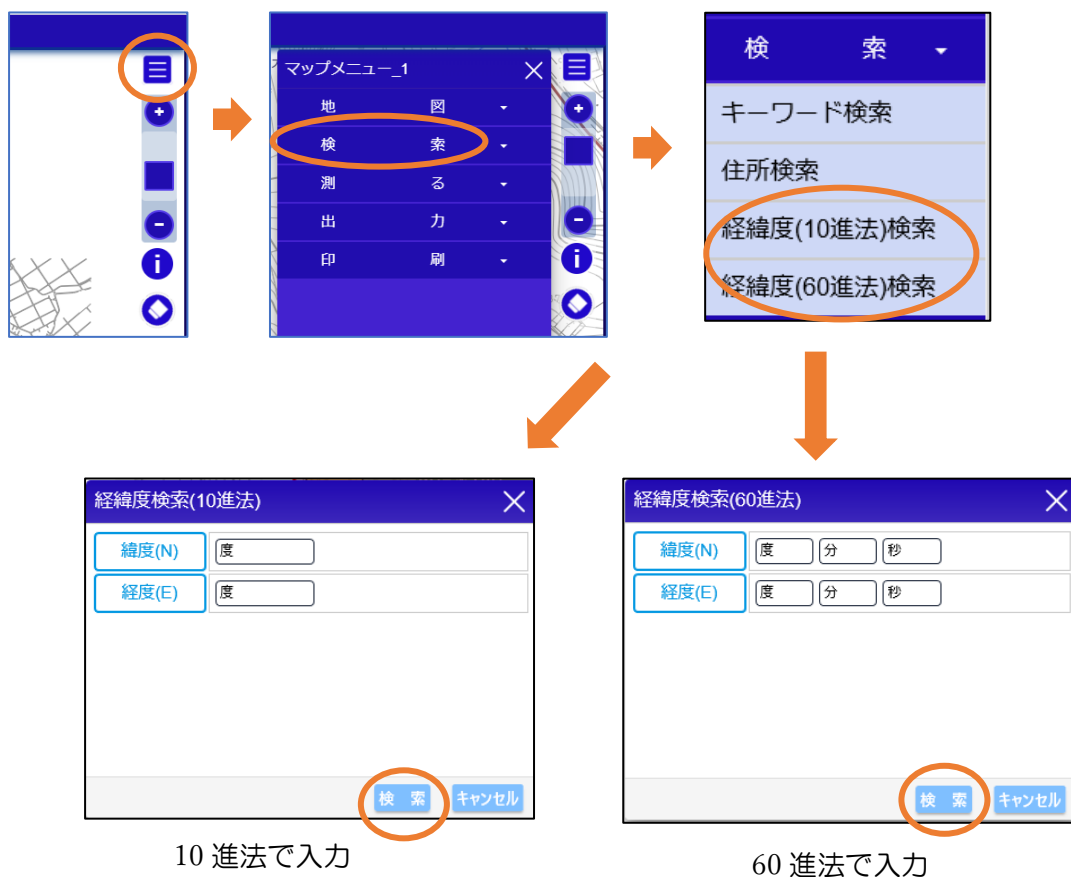 +
-
i
マップメニュー_1
地 図
検 索
測 る
出 力
印 刷
+
-
i
検 索
キーワード検索
住所検索
経緯度(10進法)検索
経緯度(60進法)検索
経緯度検索(10進法)
緯度(N) 度
経度(E) 度
検 索 キャンセル
10 進法で入力
経緯度検索(60進法)
緯度(N) 度 分 秒
経度(E) 度 分 秒
検 索 キャンセル
60 進法で入力